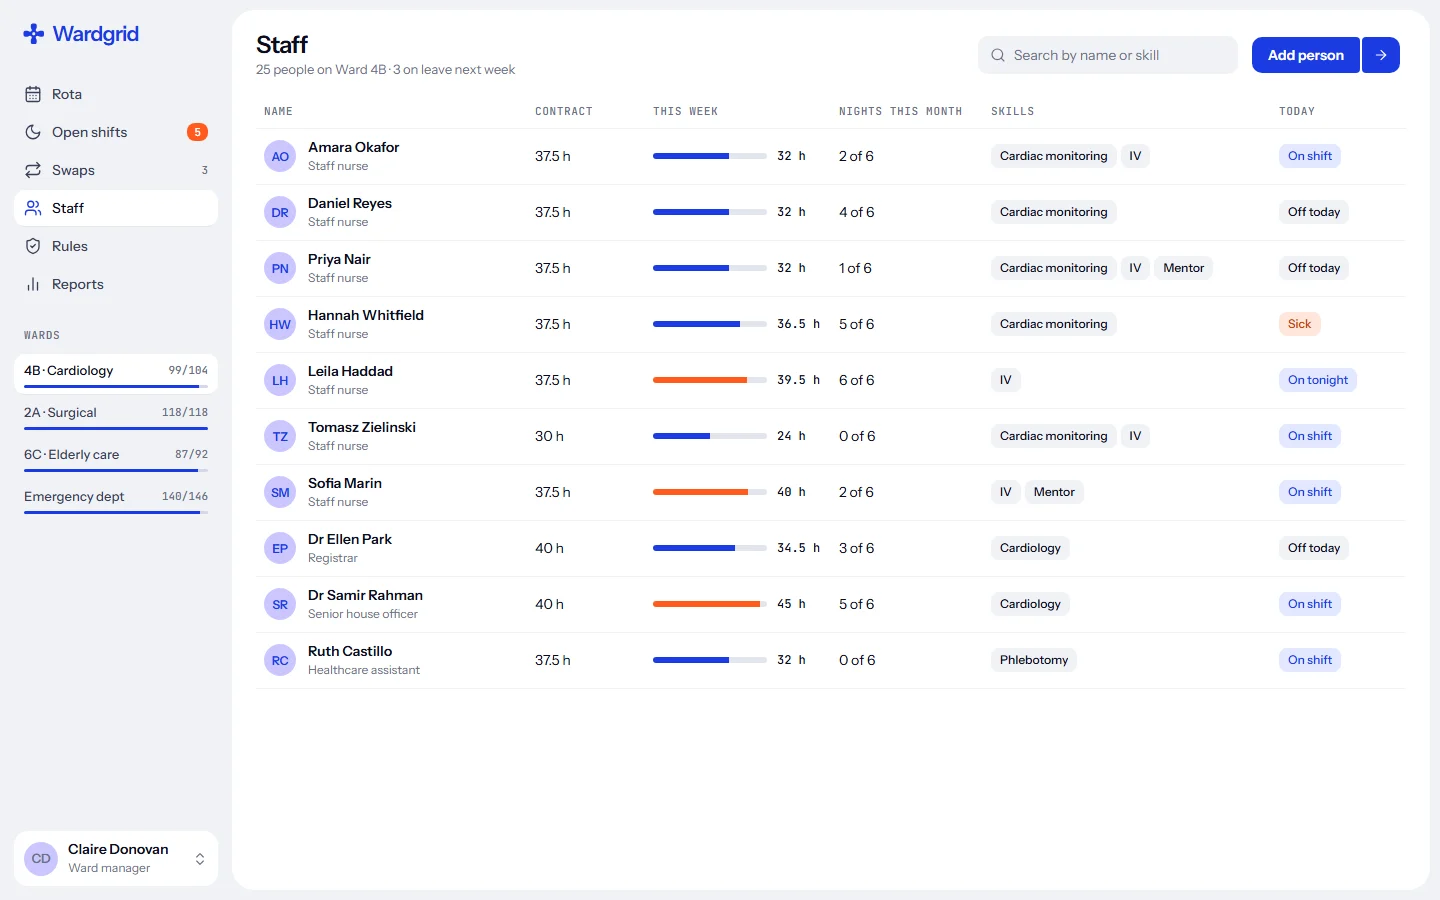 Wardgrid
Rota
Open shifts 5
Swaps 3
Staff
Rules
Reports
WARDS
4B · Cardiology 99/104
2A · Surgical 118/118
6C · Elderly care 87/92
Emergency dept 140/146
CD Claire Donovan
Ward manager
Staff
25 people on Ward 4B · 3 on leave next week
Search by name or skill
Add person
NAME CONTRACT THIS WEEK NIGHTS THIS MONTH SKILLS TODAY
AO Amara Okafor 37.5 h 32 h 2 of 6 Cardiac monitoring IV On shift
Staff nurse
DR Daniel Reyes 37.5 h 32 h 4 of 6 Cardiac monitoring Off today
Staff nurse
PN Priya Nair 37.5 h 32 h 1 of 6 Cardiac monitoring IV Mentor Off today
Staff nurse
HW Hannah Whitfield 37.5 h 36.5 h 5 of 6 Cardiac monitoring Sick
Staff nurse
LH Leila Haddad 37.5 h 39.5 h 6 of 6 IV On tonight
Staff nurse
TZ Tomasz Zielinski 30 h 24 h 0 of 6 Cardiac monitoring IV On shift
Staff nurse
SM Sofia Marin 37.5 h 40 h 2 of 6 IV Mentor On shift
Staff nurse
EP Dr Ellen Park 40 h 34.5 h 3 of 6 Cardiology Off today
Registrar
SR Dr Samir Rahman 40 h 45 h 5 of 6 Cardiology On shift
Senior house officer
RC Ruth Castillo 37.5 h 32 h 0 of 6 Phlebotomy On shift
Healthcare assistant